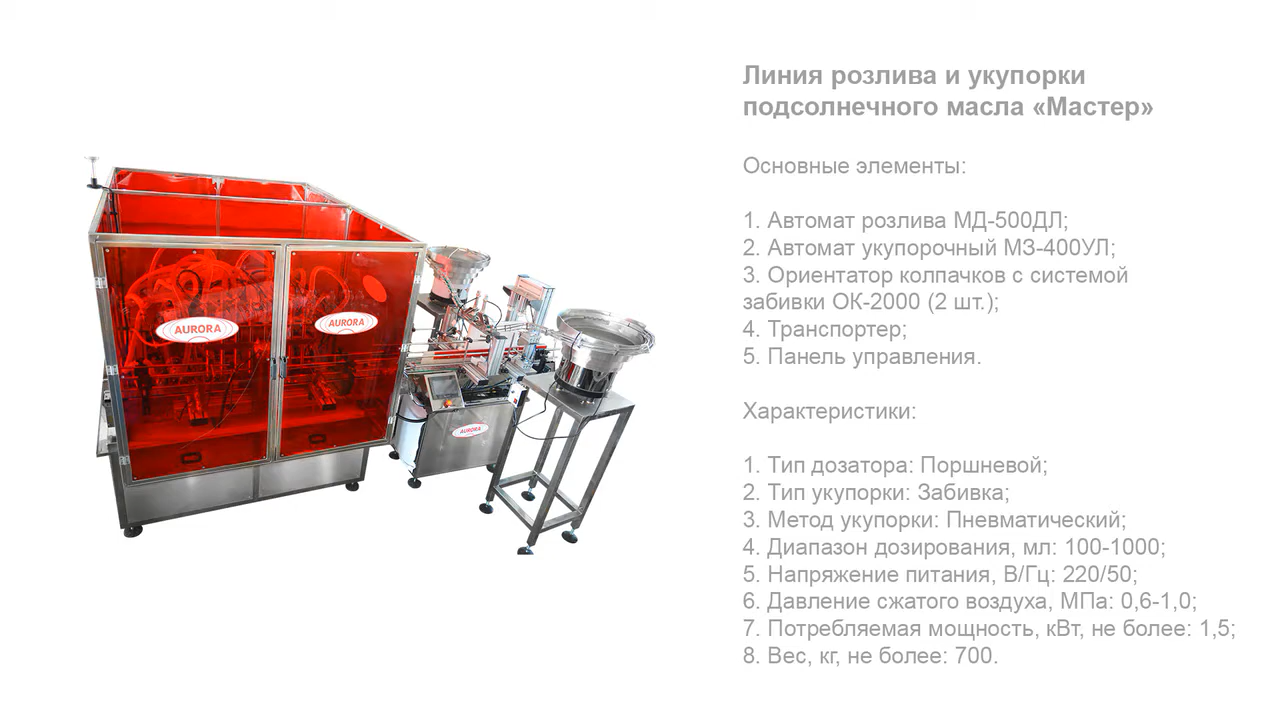 Линия розлива и укупорки
подсолнечного масла «Мастер»
Основные элементы:
1. Автомат розлива МД-500ДЛ;
2. Автомат укупорочный МЗ-400УЛ;
3. Ориентатор колпачков с системой
забивки ОК-2000 (2 шт.);
4. Транспортер;
5. Панель управления.
Характеристики:
1. Тип дозатора: Поршневой;
2. Тип укупорки: Забивка;
3. Метод укупорки: Пневматический;
4. Диапазон дозирования, мл: 100-1000;
5. Напряжение питания, В/Гц: 220/50;
6. Давление сжатого воздуха, МПа: 0,6-1,0;
7. Потребляемая мощность, кВт, не более: 1,5;
8. Вес, кг, не более: 700.
AURORA
AURORA
AURORA